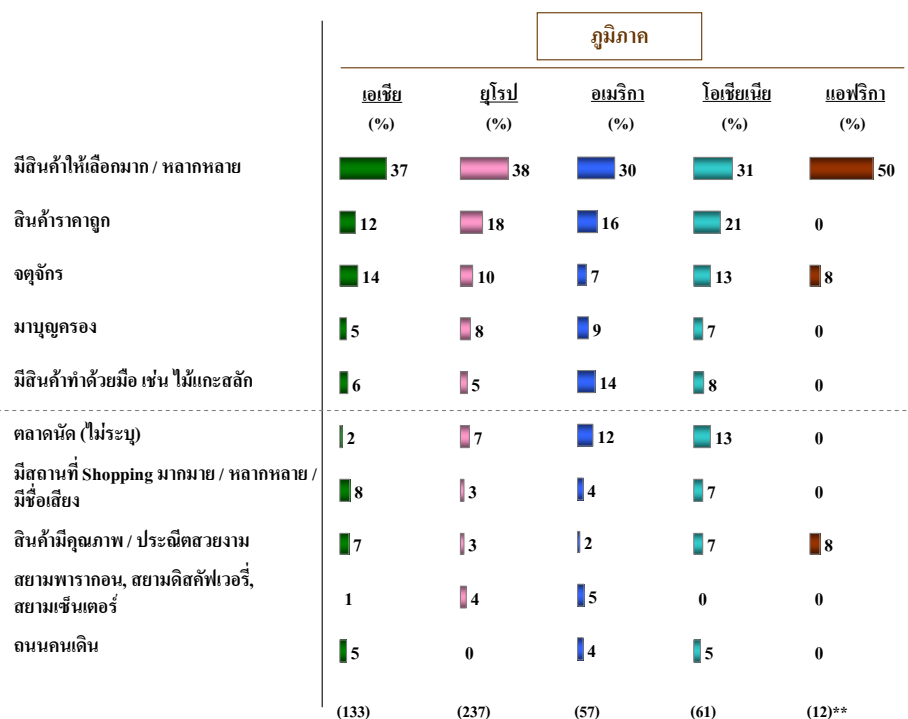 ภูมิภาค
เอเชีย ยุโรป อเมริกา โอเชียเนีย แอฟริกา
(%) (%) (%) (%) (%)
มีสินค้าให้เลือกมาก / หลากหลาย 37 38 30 31 50
สินค้าราคาถูก 12 18 16 21 0
จตุจักร 14 10 7 13 8
มาบุญครอง 5 8 9 7 0
มีสินค้าทำด้วยมือ เช่น ไม้แกะสลัก 6 5 14 8 0
ตลาดนัด (ไม่ระบุ) 2 7 12 13 0
มีสถานที่ Shopping มากมาย / หลากหลาย /
มีชื่อเสียง 8 3 4 7 0
สินค้ามีคุณภาพ / ประณีตสวยงาม 7 3 2 7 8
สยามพารากอน, สยามดิสคัฟเวอรี่,
สยามเซ็นเตอร์ 1 4 5 0 0
ถนนคนเดิน 5 0 4 5 0
(133) (237) (57) (61) (12)**